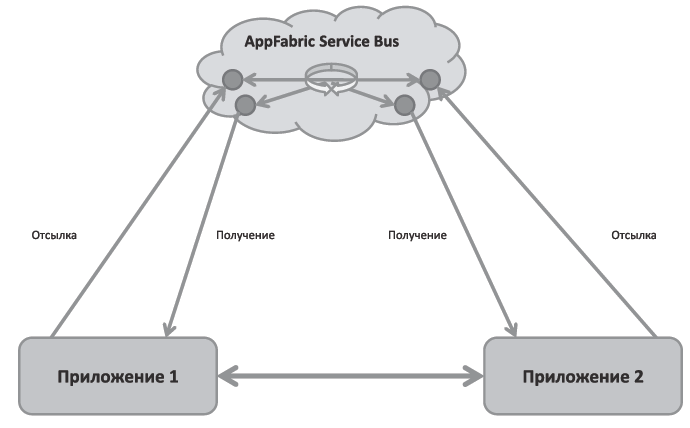 AppFabric Service Bus
Отсылка
Получение
Получение
Отсылка
Приложение 1
Приложение 2